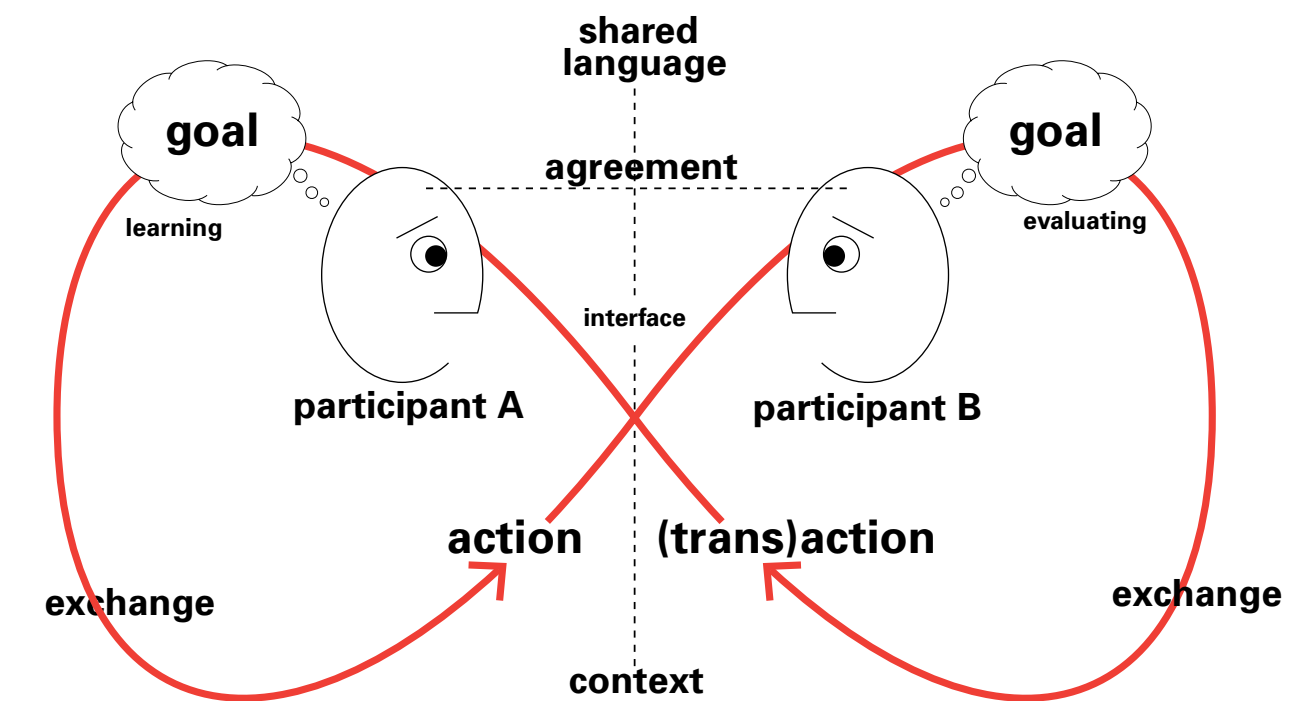 shared
language
goal
goal
agreement
learning
evaluating
interface
participant A
participant B
action
(trans)action
exchange
exchange
context